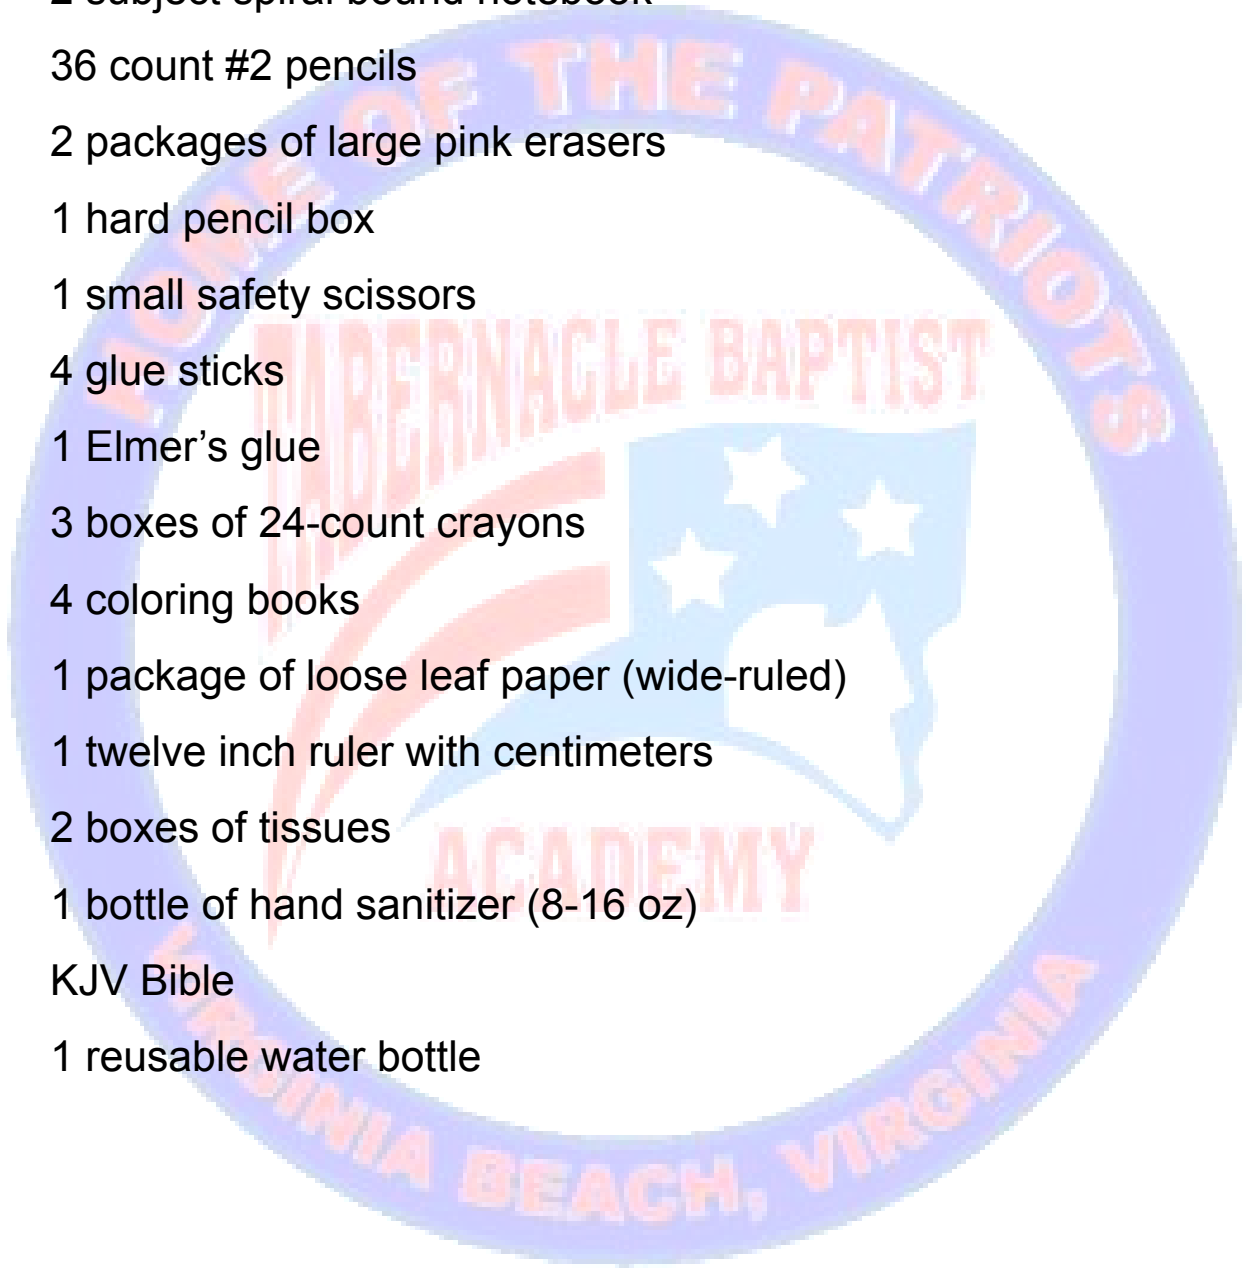 2 subject spiral bound notebook
36 count #2 pencils
2 packages of large pink erasers
1 hard pencil box
1 small safety scissors
4 glue sticks
1 Elmer’s glue
3 boxes of 24-count crayons
4 coloring books
1 package of loose leaf paper (wide-ruled)
1 twelve inch ruler with centimeters
2 boxes of tissues
1 bottle of hand sanitizer (8-16 oz)
KJV Bible
1 reusable water bottle
HOME OF THE PATRIOTS
TABERNACLE BAPTIST
ACADEMY
VIRGINIA BEACH, VIRGINIA